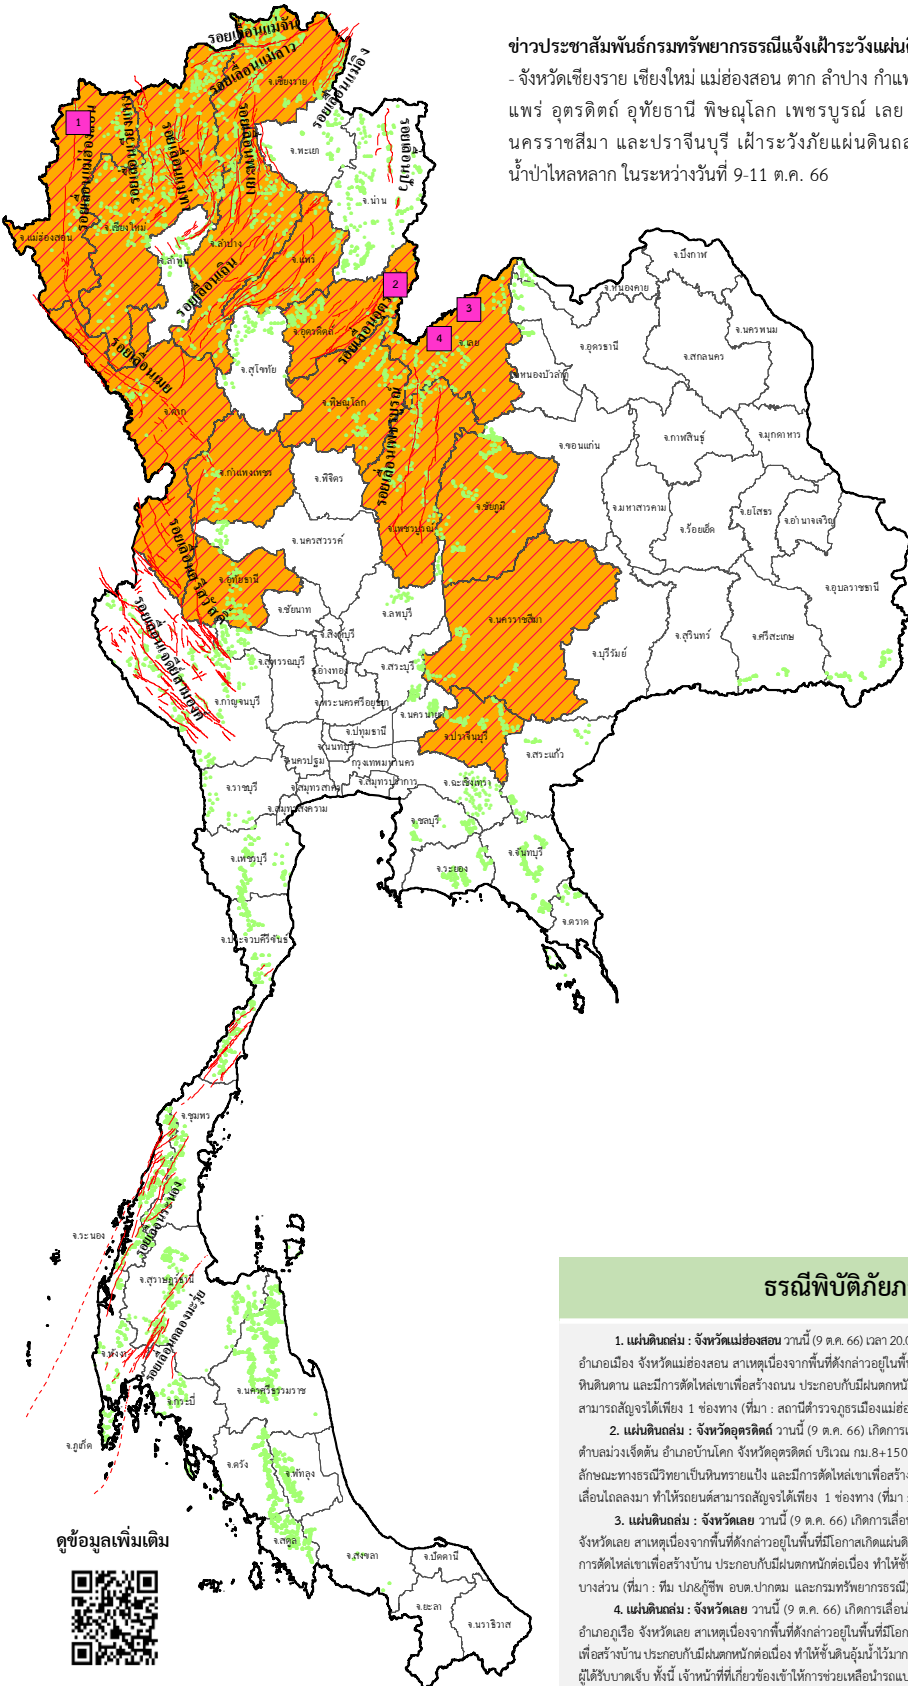 ข่าวประชาสัมพันธ์กรมทรัพยากรธรณีแจ้งเฝ้าระวังแผ่นดิ
- จังหวัดเชียงราย เชียงใหม่ แม่ฮ่องสอน ตาก ลำปาง กำแพ
แพร่ อุตรดิตถ์ อุทัยธานี พิษณุโลก เพชรบูรณ์ เลย
นครราชสีมา และปราจีนบุรี เฝ้าระวังภัยแผ่นดินถล
น้ำป่าไหลหลาก ในระหว่างวันที่ 9-11 ต.ค. 66
รอยเลื่อนแม่จัน
รอยเลื่อนแม่ลาว
รอยเลื่อนแม่อิง
จ.เชียงราย
1
รอยเลื่อนแม่ฮ่องสอน
รอยเลื่อนแม่ทา
รอยเลื่อนพะเยา
จ.พะเยา
รอยเลื่อนปัว
จ.น่าน
จ.แม่ฮ่องสอน
จ.เชียงใหม่
จ.ลำปาง
จ.ลำพูน
จ.แพร่
รอยเลื่อนเถิน
จ.บึงกาฬ
จ.หนองคาย
2
3
4
จ.เลย
จ.อุตรดิตถ์
จ.นครพนม
จ.อุดรธานี
จ.สกลนคร
รอยเลื่อนเมย
จ.สุโขทัย
จ.หนองบัวลำภู
จ.ตาก
จ.พิษณุโลก
รอยเลื่อนเพชรบูรณ์
จ.ขอนแก่น
จ.กาฬสินธุ์
จ.มุกดาหาร
จ.กำแพงเพชร
จ.พิจิตร
จ.เพชรบูรณ์
จ.ชัยภูมิ
จ.มหาสารคาม
จ.ร้อยเอ็ด
จ.ยโสธร
จ.อำนาจเจริญ
จ.นครสวรรค์
รอยเลื่อนศรีสวัสดิ์
จ.อุทัยธานี
จ.อุบลราชธานี
รอยเลื่อนเจดีย์สามองค์
จ.ชัยนาท
จ.ลพบุรี
จ.นครราชสีมา
จ.สิงห์บุรี
จ.บุรีรัมย์
จ.สุรินทร์
จ.ศรีสะเกษ
จ.สุพรรณบุรี
จ.อ่างทอง
จ.สระบุรี
จ.กาญจนบุรี
จ.พระนครศรีอยุธยา
จ.นครนายก
จ.ปทุมธานี
จ.ปราจีนบุรี
จ.นนทบุรี
จ.สระแก้ว
จ.นครปฐม
กรุงเทพมหานคร
จ.ราชบุรี
จ.สมุทรสาคร
จ.สมุทรปราการ
จ.ฉะเชิงเทรา
จ.สมุทรสงคราม
จ.ชลบุรี
จ.เพชรบุรี
จ.ระยอง
จ.จันทบุรี
จ.ตราด
จ.ประจวบคีรีขันธ์
จ.ชุมพร
รอยเลื่อนระนอง
จ.ระนอง
จ.สุราษฎร์ธานี
รอยเลื่อนคลองมะรุ่ย
จ.พังงา
จ.กระบี่
จ.นครศรีธรรมราช
จ.ภูเก็ต
จ.ตรัง
จ.พัทลุง
จ.สตูล
จ.สงขลา
จ.ปัตตานี
จ.ยะลา
จ.นราธิวาส
ดูข้อมูลเพิ่มเติม
ธรณีพิบัติภัยภ
1. แผ่นดินถล่ม : จังหวัดแม่ฮ่องสอน วานนี้ (9 ต.ค. 66) เวลา 20.0
อำเภอเมือง จังหวัดแม่ฮ่องสอน สาเหตุเนื่องจากพื้นที่ดังกล่าวอยู่ในพื้น
หินดินดาน และมีการตัดไหล่เขาเพื่อสร้างถนน ประกอบกับมีฝนตกหนั
สามารถสัญจรได้เพียง 1 ช่องทาง (ที่มา : สถานีตำรวจภูธรเมืองแม่ฮ่อ
2. แผ่นดินถล่ม : จังหวัดอุตรดิตถ์ วานนี้ (9 ต.ค. 66) เกิดการเ
ตำบลม่วงเจ็ดต้น อำเภอบ้านโคก จังหวัดอุตรดิตถ์ บริเวณ กม.8+150
ลักษณะทางธรณีวิทยาเป็นหินทรายแป้ง และมีการตัดไหล่เขาเพื่อสร้าง
เลื่อนไถลลงมา ทำให้รถยนต์สามารถสัญจรได้เพียง 1 ช่องทาง (ที่มา :
3. แผ่นดินถล่ม : จังหวัดเลย วานนี้ (9 ต.ค. 66) เกิดการเลื่อน
จังหวัดเลย สาเหตุเนื่องจากพื้นที่ดังกล่าวอยู่ในพื้นที่มีโอกาสเกิดแผ่นดิ
การตัดไหล่เขาเพื่อสร้างบ้าน ประกอบกับมีฝนตกหนักต่อเนื่อง ทำให้ชั้
บางส่วน (ที่มา : ทีม ปภ&กู้ชีพ อบต.ปากตม และกรมทรัพยากรธรณี)
4. แผ่นดินถล่ม : จังหวัดเลย วานนี้ (9 ต.ค. 66) เกิดการเลื่อนไ
อำเภอภูเรือ จังหวัดเลย สาเหตุเนื่องจากพื้นที่ดังกล่าวอยู่ในพื้นที่มีโอก
เพื่อสร้างบ้าน ประกอบกับมีฝนตกหนักต่อเนื่อง ทำให้ชั้นดินอุ้มน้ำไว้มาก
ผู้ได้รับบาดเจ็บ ทั้งนี้ เจ้าหน้าที่ที่เกี่ยวข้องเข้าให้การช่วยเหลือนำรถแบ